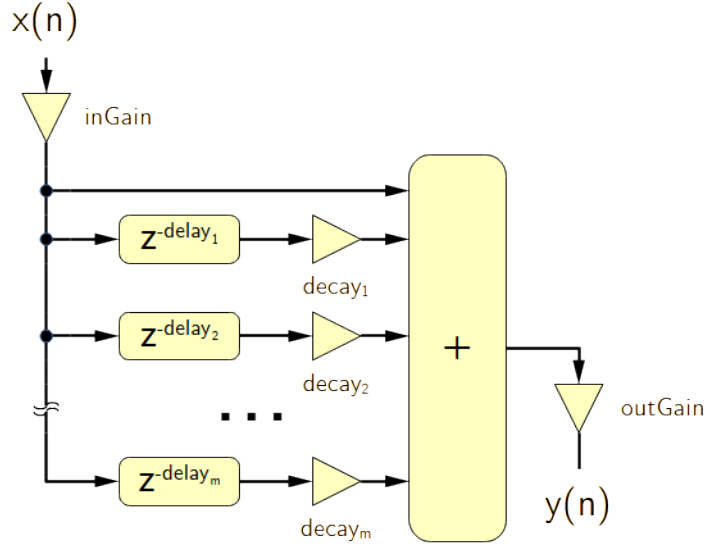 x(n)
inGain
z-delay₁
decay₁
z-delay₂
decay₂
+
outGain
...
z-delayₘ
decayₘ
y(n)